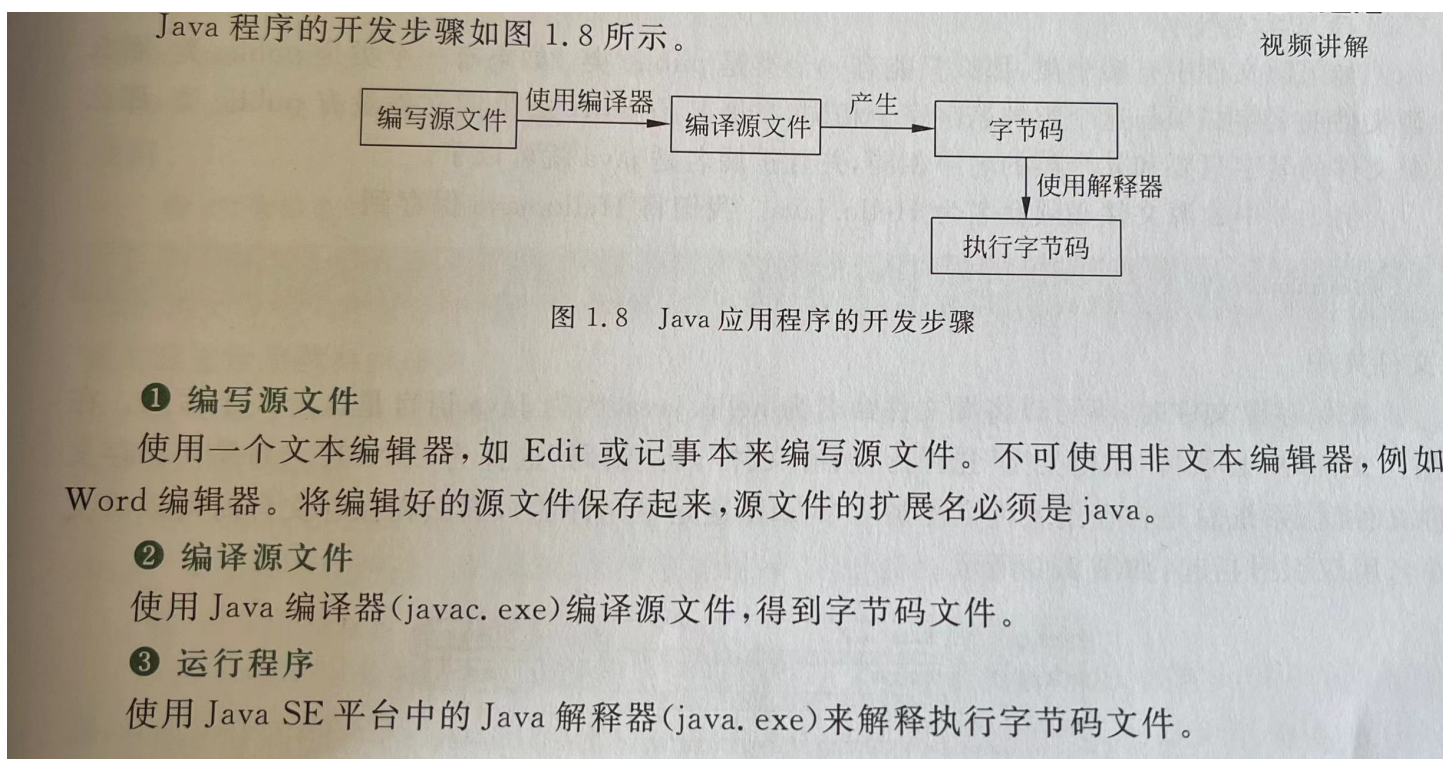 Java 程序的开发步骤如图 1.8 所示。
视频讲解
编写源文件
使用编译器
编译源文件
产生
字节码
使用解释器
执行字节码
图 1.8 Java 应用程序的开发步骤
❶ 编写源文件
使用一个文本编辑器,如 Edit 或记事本来编写源文件。不可使用非文本编辑器,例如
Word 编辑器。将编辑好的源文件保存起来,源文件的扩展名必须是 java。
❷ 编译源文件
使用 Java 编译器(javac. exe)编译源文件,得到字节码文件。
❸ 运行程序
使用 Java SE 平台中的 Java 解释器(java. exe)来解释执行字节码文件。